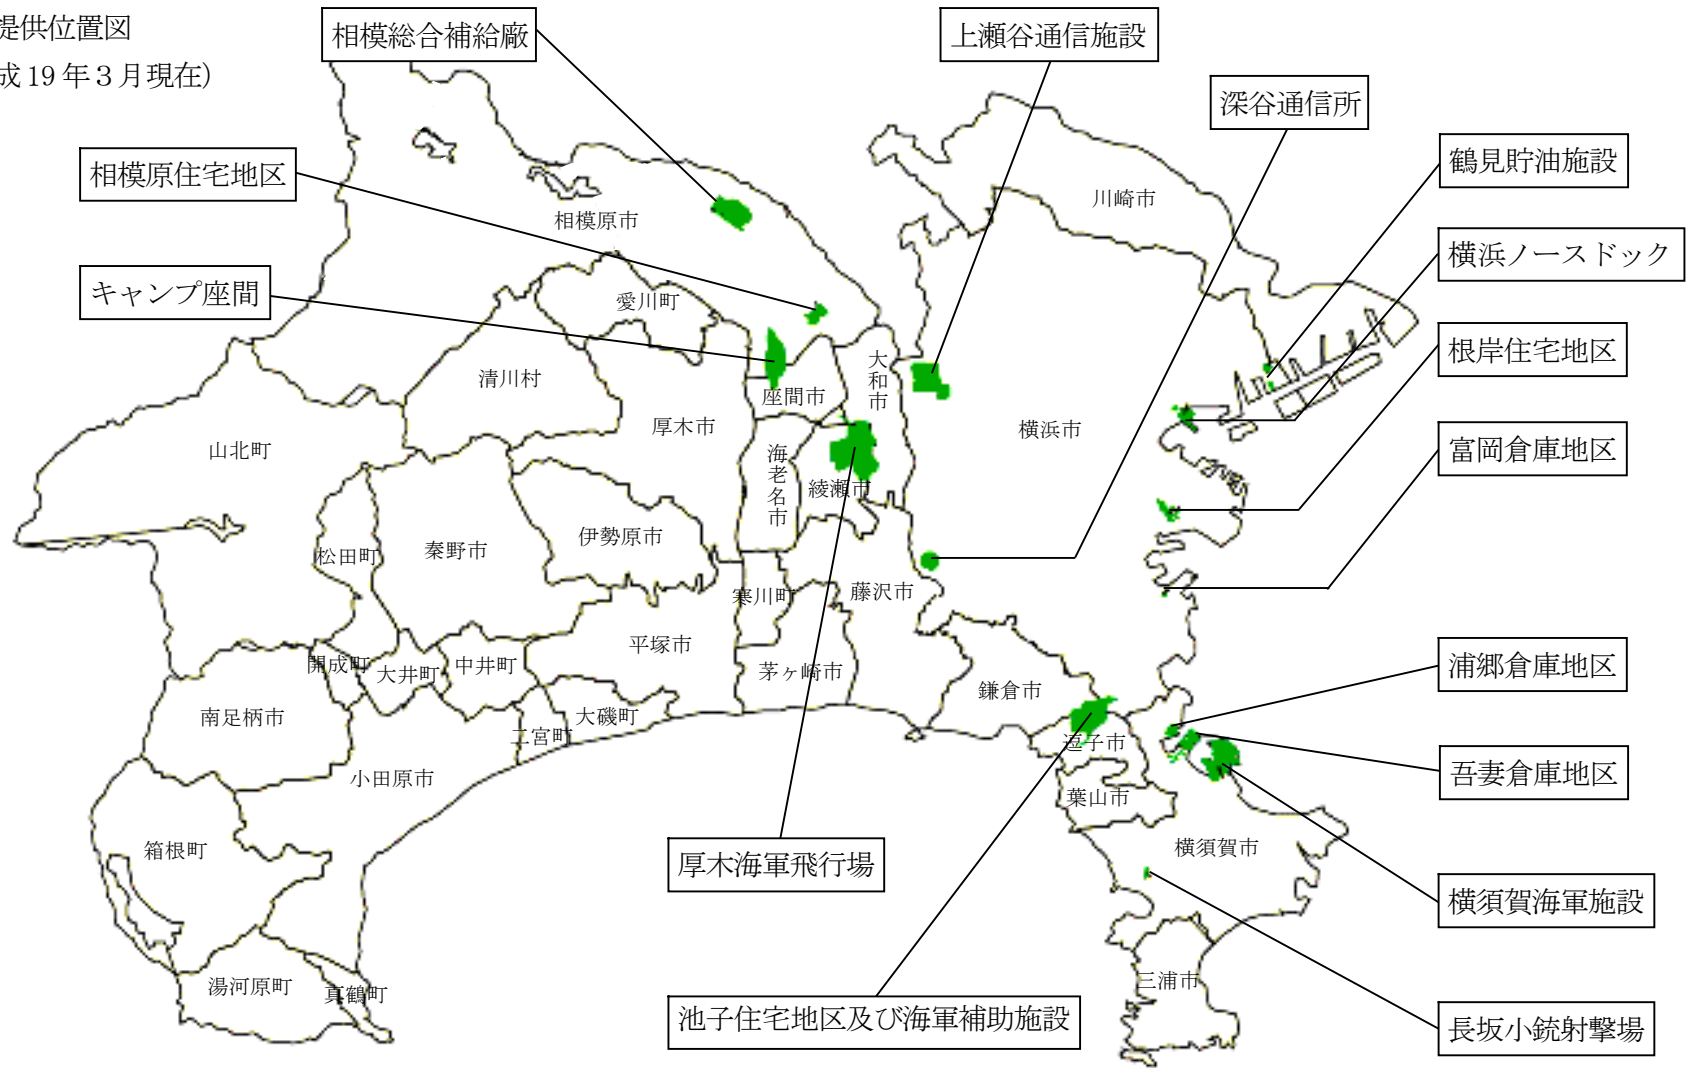 提供位置図
成19年３月現在）
相模総合補給廠
上瀬谷通信施設
深谷通信所
鶴見貯油施設
相模原住宅地区
横浜ノースドック
キャンプ座間
根岸住宅地区
富岡倉庫地区
浦郷倉庫地区
吾妻倉庫地区
厚木海軍飛行場
横須賀海軍施設
池子住宅地区及び海軍補助施設
長坂小銃射撃場
川崎市
相模原市
愛川町
清川村
大和市
座間市
厚木市
横浜市
山北町
海老名市
綾瀬市
伊勢原市
秦野市
松田町
寒川町
藤沢市
平塚市
開成町
大井町
中井町
茅ヶ崎市
鎌倉市
南足柄市
大磯町
二宮町
逗子市
小田原市
葉山市
箱根町
横須賀市
湯河原町
真鶴町
三浦市